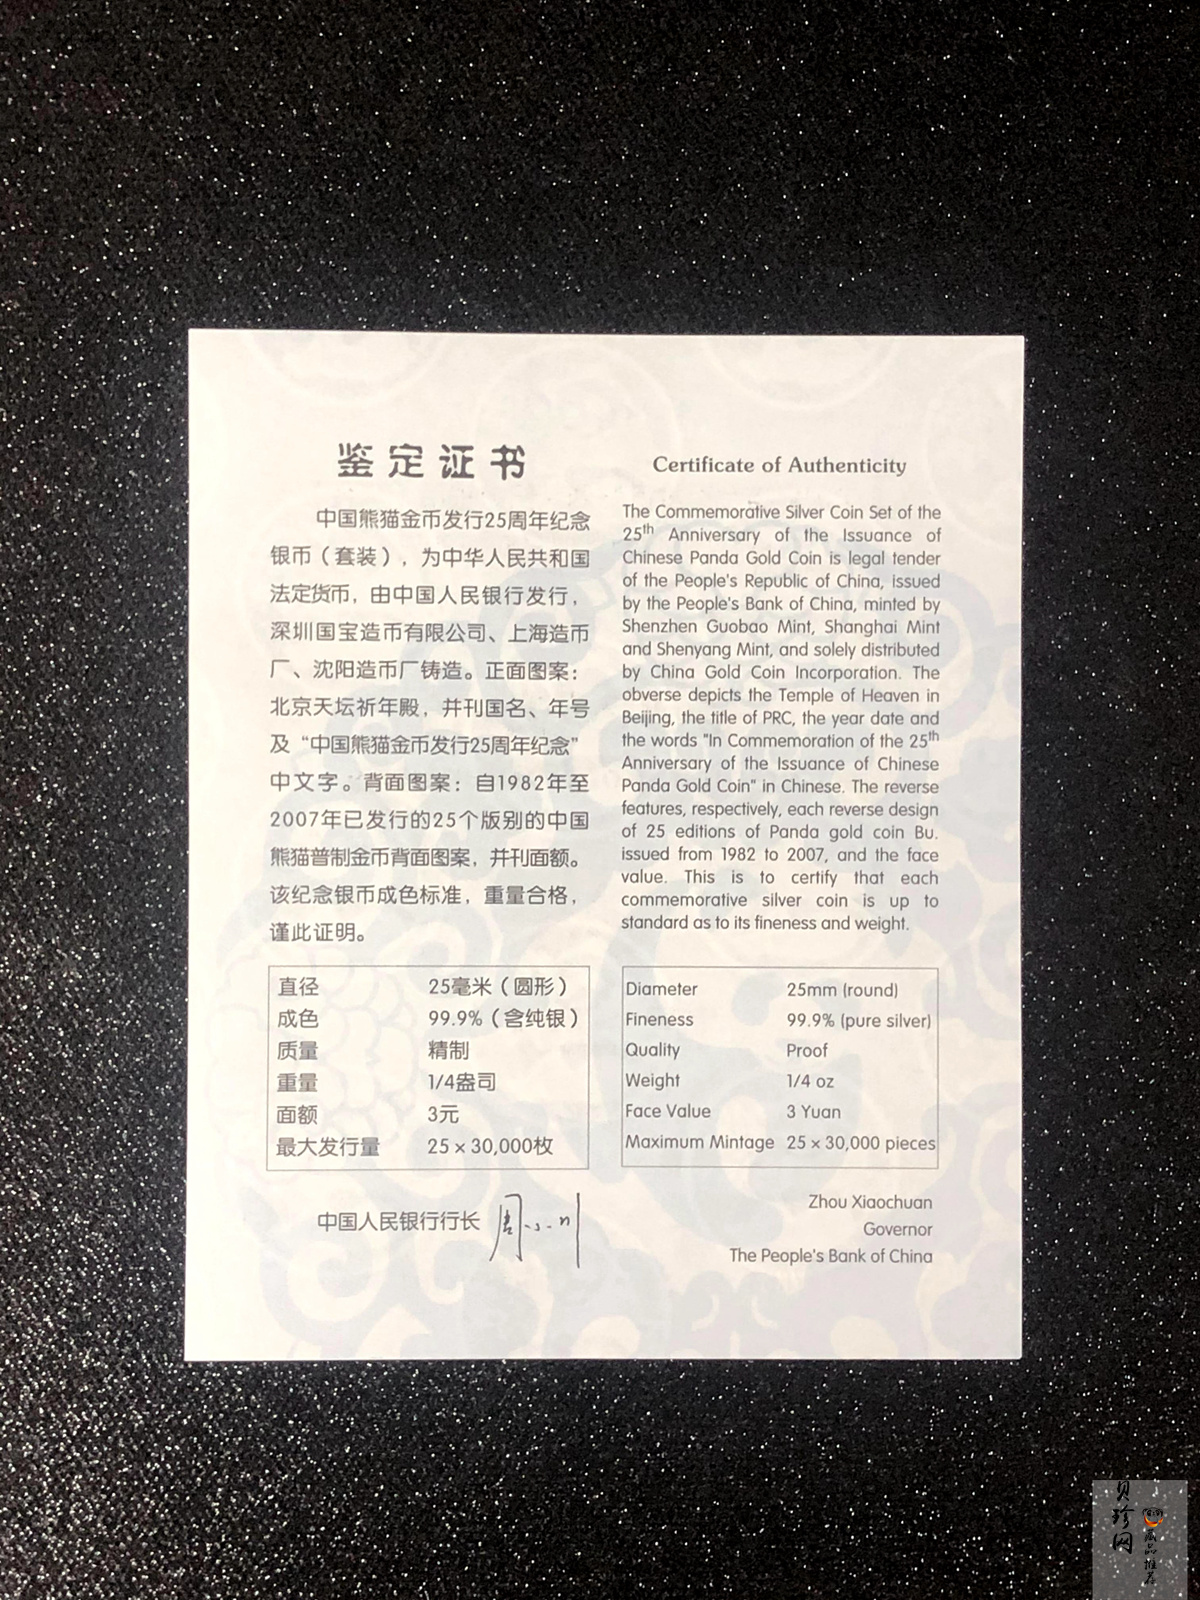 鉴定证书
中国熊猫金币发行25周年纪念
银币（套装），为中华人民共和国
法定货币，由中国人民银行发行，
深圳国宝造币有限公司、上海造币
厂、沈阳造币厂铸造。正面图案：
北京天坛祈年殿，并刊国名、年号
及“中国熊猫金币发行25周年纪念”
中文字。背面图案：自1982年至
2007年已发行的25个版别的中国
熊猫普制金币背面图案，并刊面额。
该纪念银币成色标准，重量合格，
谨此证明。
直径 25毫米（圆形）
成色 99.9%（含纯银）
质量 精制
重量 1/4盎司
面额 3元
最大发行量 25×30,000枚
中国人民银行行长 周小川
Certificate of Authenticity
The Commemorative Silver Coin Set of the
25th Anniversary of the Issuance of
Chinese Panda Gold Coin is legal tender
of the People's Republic of China, issued
by the People's Bank of China, minted by
Shenzhen Guobao Mint, Shanghai Mint
and Shenyang Mint, and solely distributed
by China Gold Coin Incorporation. The
obverse depicts the Temple of Heaven in
Beijing, the title of PRC, the year date and
the words "In Commemoration of the 25th
Anniversary of the Issuance of Chinese
Panda Gold Coin" in Chinese. The reverse
features, respectively, each reverse design
of 25 editions of Panda gold coin Bu.
issued from 1982 to 2007, and the face
value. This is to certify that each
commemorative silver coin is up to
standard as to its fineness and weight.
Diameter 25mm (round)
Fineness 99.9% (pure silver)
Quality Proof
Weight 1/4 oz
Face Value 3 Yuan
Maximum Mintage 25×30,000 pieces
Zhou Xiaochuan
Governor
The People's Bank of China
贝珍网
藏品推荐